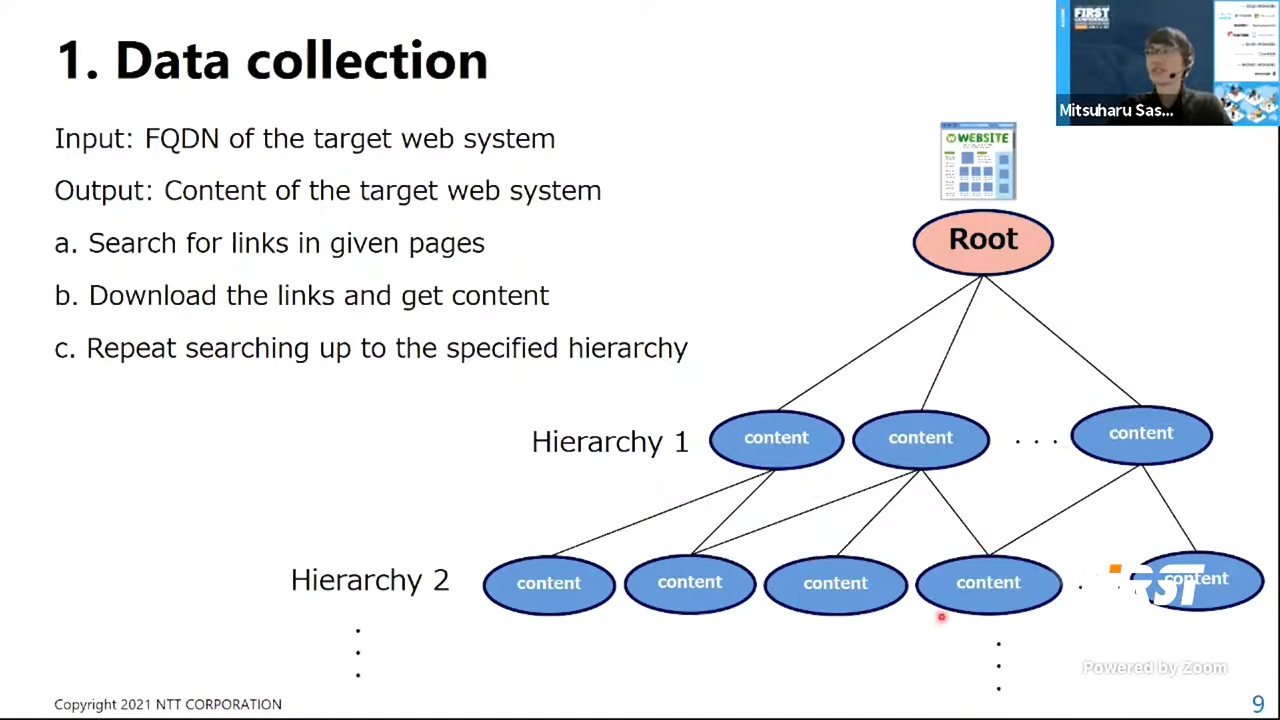 1. Data collection
Input: FQDN of the target web system
Output: Content of the target web system
a. Search for links in given pages
b. Download the links and get content
c. Repeat searching up to the specified hierarchy
FIRST
Mitsuharu Sas...
WEBSITE
Root
Hierarchy 1
content
content
. . .
content
Hierarchy 2
content
content
content
content
content
FIRST
Powered by Zoom
Copyright 2021 NTT CORPORATION
9